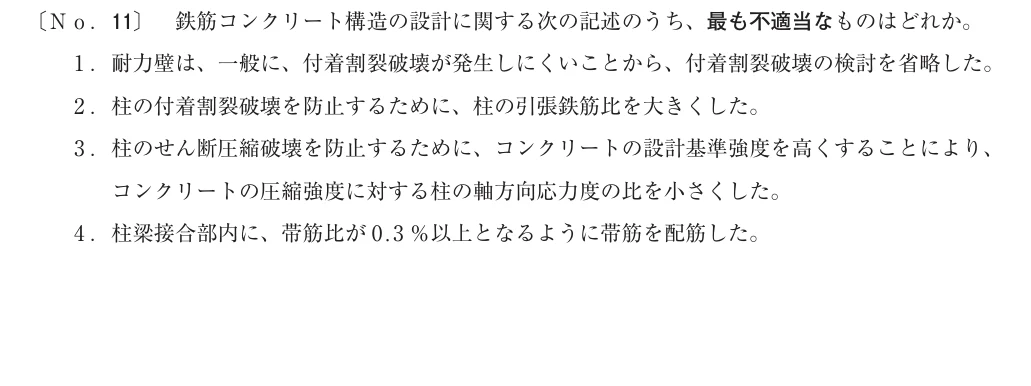 〔Ｎｏ．11〕　鉄筋コンクリート構造の設計に関する次の記述のうち、最も不適当なものはどれか。
１．耐力壁は、一般に、付着割裂破壊が発生しにくいことから、付着割裂破壊の検討を省略した。
２．柱の付着割裂破壊を防止するために、柱の引張鉄筋比を大きくした。
３．柱のせん断圧縮破壊を防止するために、コンクリートの設計基準強度を高くすることにより、
コンクリートの圧縮強度に対する柱の軸方向応力度の比を小さくした。
４．柱梁接合部内に、帯筋比が 0.3 ％以上となるように帯筋を配筋した。